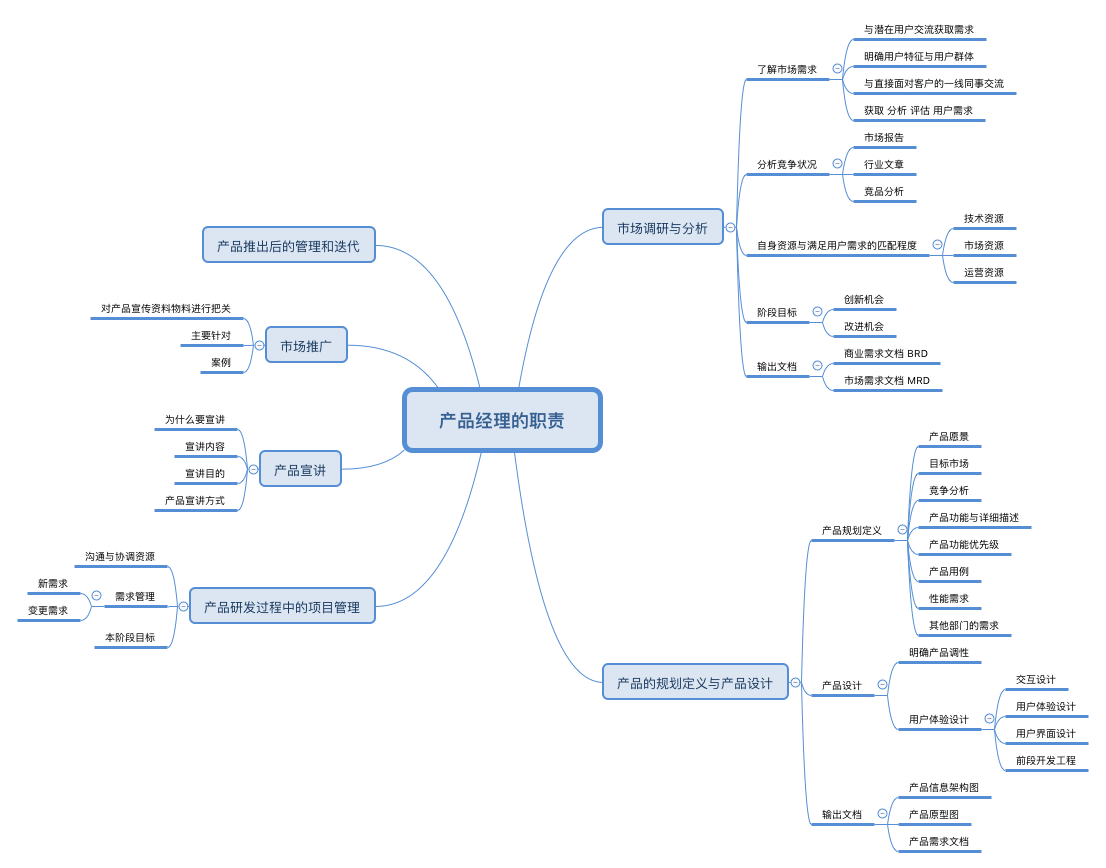 产品经理的职责
市场调研与分析
了解市场需求
与潜在用户交流获取需求
明确用户特征与用户群体
与直接面对客户的一线同事交流
获取 分析 评估 用户需求
分析竞争状况
市场报告
行业文章
竞品分析
自身资源与满足用户需求的匹配程度
技术资源
市场资源
运营资源
阶段目标
创新机会
改进机会
输出文档
商业需求文档 BRD
市场需求文档 MRD
产品的规划定义与产品设计
产品规划定义
产品愿景
目标市场
竞争分析
产品功能与详细描述
产品功能优先级
产品用例
性能需求
其他部门的需求
产品设计
明确产品调性
用户体验设计
交互设计
用户体验设计
用户界面设计
前段开发工程
输出文档
产品信息架构图
产品原型图
产品需求文档
产品研发过程中的项目管理
沟通与协调资源
需求管理
新需求
变更需求
本阶段目标
产品宣讲
为什么要宣讲
宣讲内容
宣讲目的
产品宣讲方式
市场推广
对产品宣传资料物料进行把关
主要针对
案例
产品推出后的管理和迭代